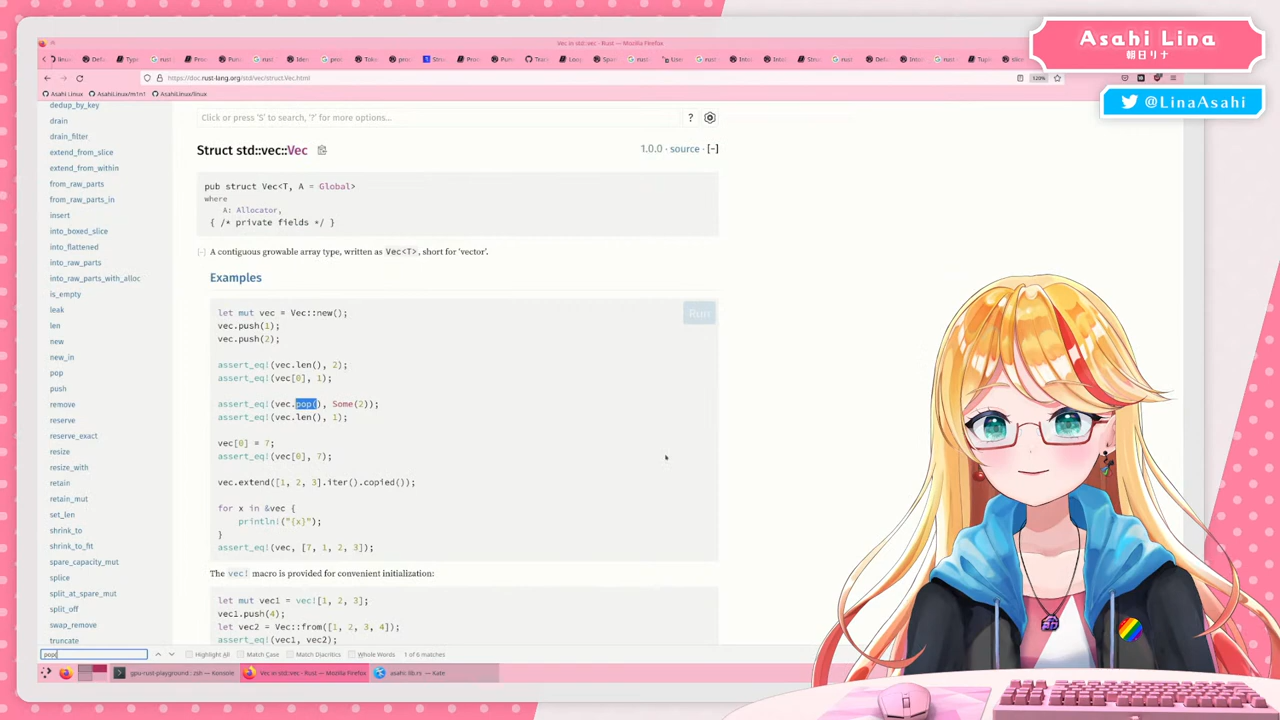 Vec in std::vec - Rust — Mozilla Firefox
Asahi Lina
朝日リナ
@LinaAsahi
https://doc.rust-lang.org/std/vec/struct.Vec.html
120%
Asahi Linux
AsahiLinux/m1n1
AsahiLinux/linux
dedup_by_key
drain
drain_filter
extend_from_slice
extend_from_within
from_raw_parts
from_raw_parts_in
insert
into_boxed_slice
into_flattened
into_raw_parts
into_raw_parts_with_alloc
is_empty
leak
len
new
new_in
pop
push
remove
reserve
reserve_exact
resize
resize_with
retain
retain_mut
set_len
shrink_to
shrink_to_fit
spare_capacity_mut
splice
split_at_spare_mut
split_off
swap_remove
truncate
Click or press 'S' to search, '?' for more options...
?
Struct std::vec::Vec
1.0.0 · source · [-]
pub struct Vec<T, A = Global>
where
A: Allocator,
{ /* private fields */ }
[-] A contiguous growable array type, written as Vec<T>, short for 'vector'.
Examples
Run
let mut vec = Vec::new();
vec.push(1);
vec.push(2);
assert_eq!(vec.len(), 2);
assert_eq!(vec[0], 1);
assert_eq!(vec.pop(), Some(2));
assert_eq!(vec.len(), 1);
vec[0] = 7;
assert_eq!(vec[0], 7);
vec.extend([1, 2, 3].iter().copied());
for x in &vec {
println!("{x}");
}
assert_eq!(vec, [7, 1, 2, 3]);
The vec! macro is provided for convenient initialization:
let mut vec1 = vec![1, 2, 3];
vec1.push(4);
let vec2 = Vec::from([1, 2, 3, 4]);
assert_eq!(vec1, vec2);
pop(
Highlight All
Match Case
Match Diacritics
Whole Words
1 of 6 matches
gpu-rust-playground : zsh — Konsole
Vec in std::vec - Rust — Mozilla Firefox
asahi: lib.rs — Kate